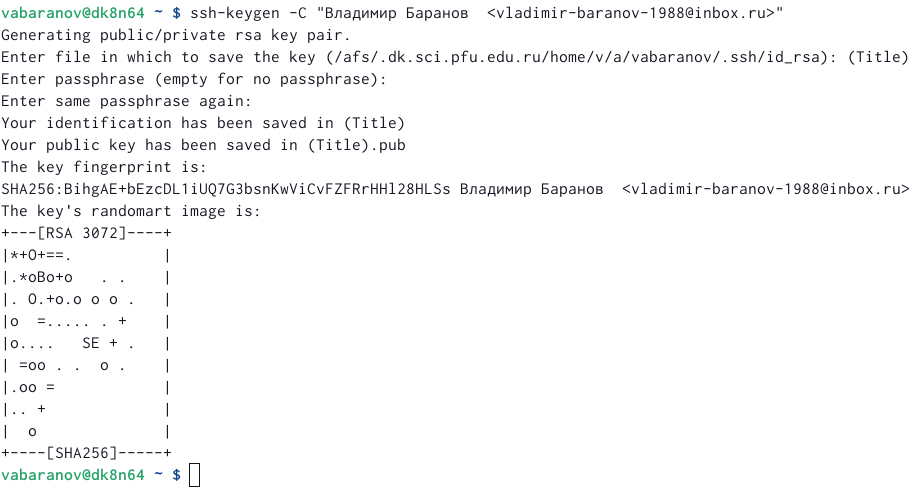 vabaranov@dk8n64 ~ $ ssh-keygen -C "Владимир Баранов  <vladimir-baranov-1988@inbox.ru>"
Generating public/private rsa key pair.
Enter file in which to save the key (/afs/.dk.sci.pfu.edu.ru/home/v/a/vabaranov/.ssh/id_rsa): (Title)
Enter passphrase (empty for no passphrase):
Enter same passphrase again:
Your identification has been saved in (Title)
Your public key has been saved in (Title).pub
The key fingerprint is:
SHA256:BihgAE+bEzcDL1iUQ7G3bsnKwViCvFZFRrHHl28HLSs Владимир Баранов  <vladimir-baranov-1988@inbox.ru>
The key's randomart image is:
+---[RSA 3072]----+
|*+O+==.          |
|.*oBo+o   . .    |
|. O.+o.o o o .   |
|o  =..... . +    |
|o....   SE + .   |
| =oo . .  o .    |
|.oo =            |
|.. +             |
|  o              |
+----[SHA256]-----+
vabaranov@dk8n64 ~ $